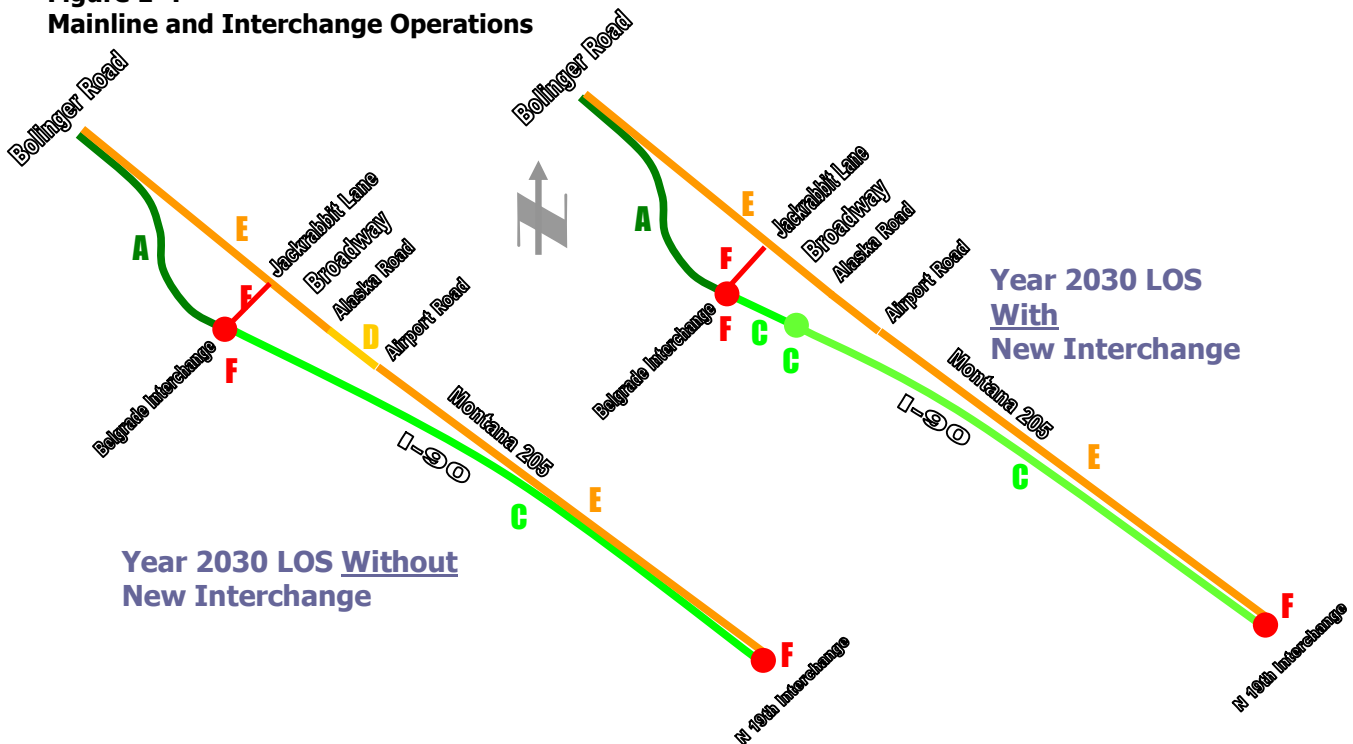 Figure
Mainline and Interchange Operations
Bolinger Road
A
E
Jackrabbit Lane
Broadway
Alaska Road
F
D
Airport Road
Belgrade Interchange
F
Montana 205
I-90
C
E
F
N 19th Interchange
Year 2030 LOS Without
New Interchange
Bolinger Road
A
E
Jackrabbit Lane
Broadway
Alaska Road
F
Airport Road
Belgrade Interchange
F
C
C
Montana 205
I-90
C
E
F
N 19th Interchange
Year 2030 LOS
With
New Interchange